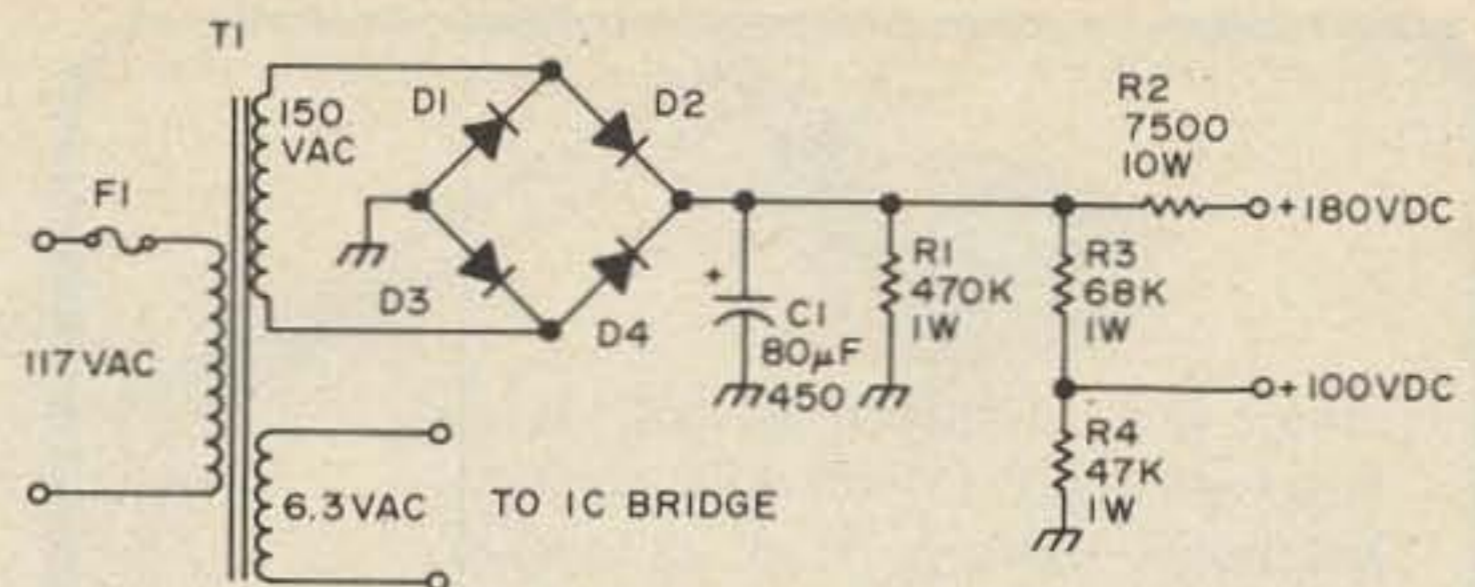 T1
150
VAC
D1
D2
R2
7500
10W
F1
+180VDC
D3
D4
+
C1
80µF
450
R1
470K
1W
R3
68K
1W
117VAC
+100VDC
R4
47K
1W
6.3VAC
TO IC BRIDGE